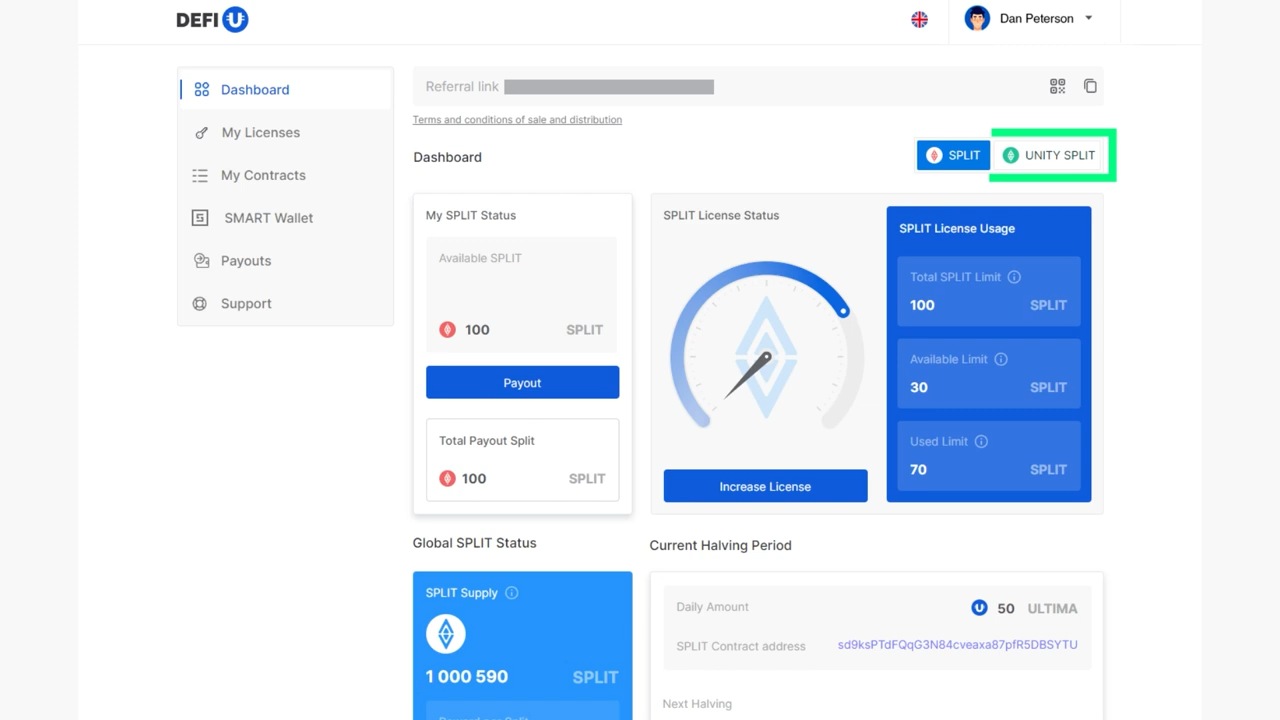 DEFI U
Dan Peterson
Dashboard
My Licenses
My Contracts
SMART Wallet
Payouts
Support
Referral link
Terms and conditions of sale and distribution
Dashboard
SPLIT
UNITY SPLIT
My SPLIT Status
Available SPLIT
100 SPLIT
Payout
Total Payout Split
100 SPLIT
SPLIT License Status
Increase License
SPLIT License Usage
Total SPLIT Limit
100 SPLIT
Available Limit
30 SPLIT
Used Limit
70 SPLIT
Global SPLIT Status
SPLIT Supply
1 000 590 SPLIT
Current Halving Period
Daily Amount
50 ULTIMA
SPLIT Contract address
sd9ksPTdFQqG3N84cveaxa87pfR5DBSYTU
Next Halving